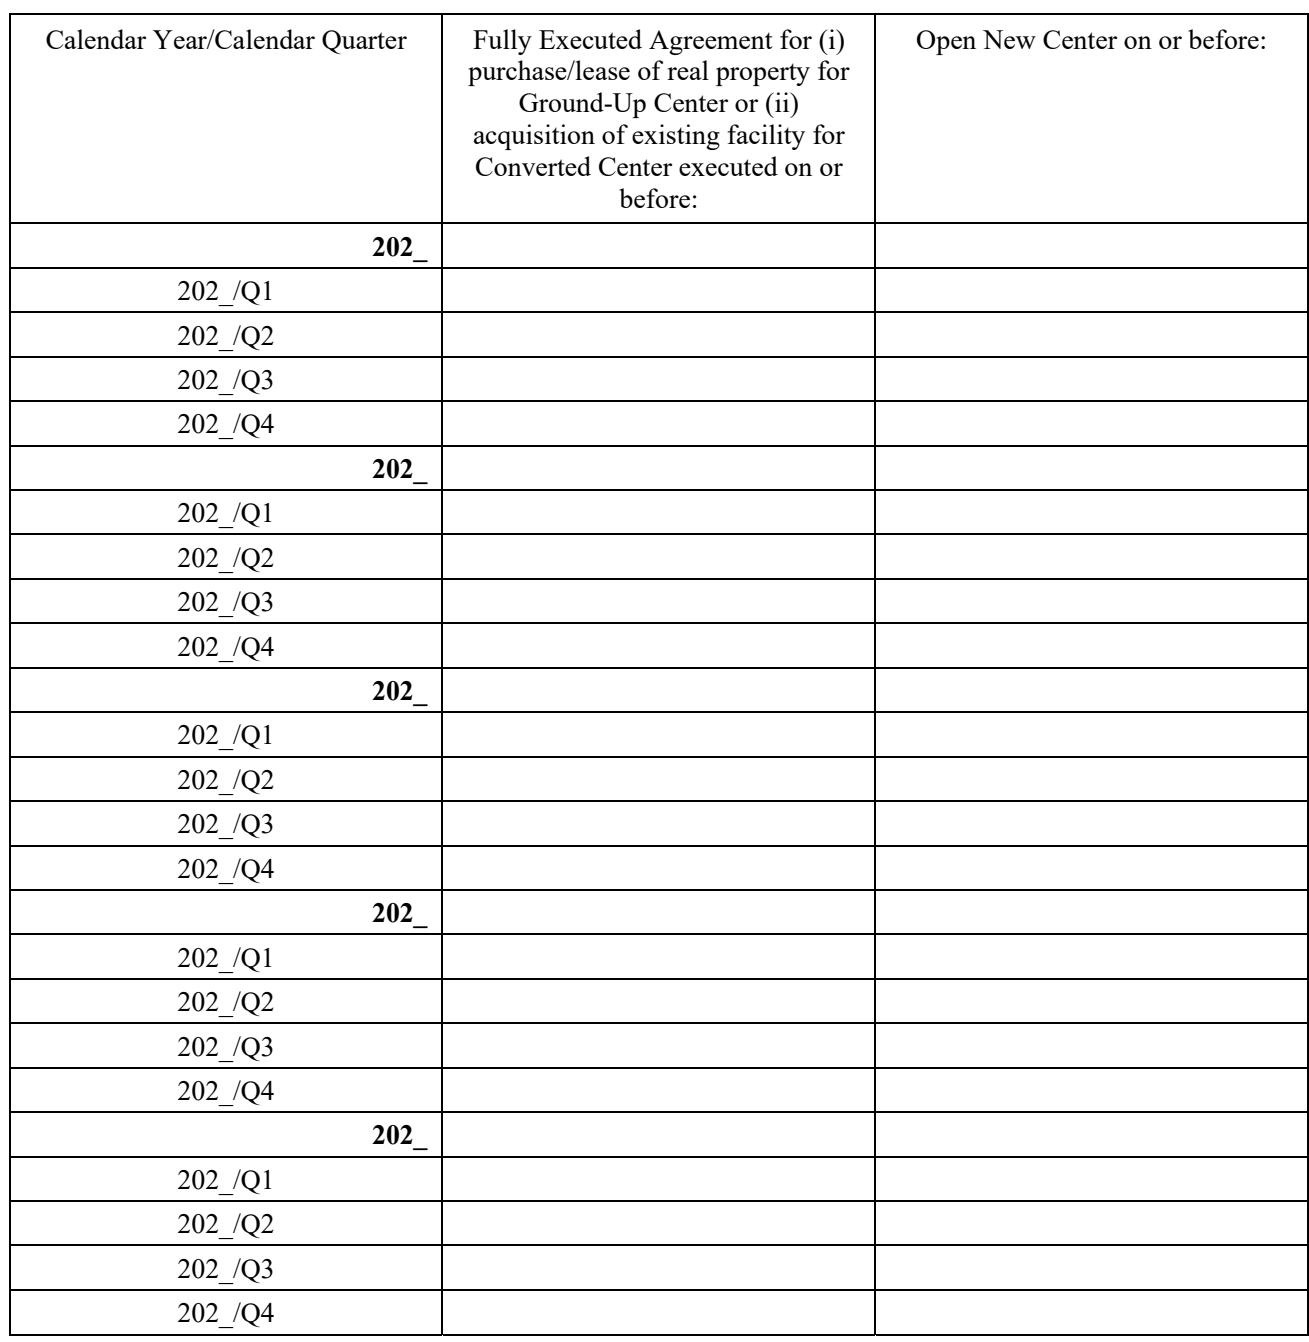 Calendar Year/Calendar Quarter
Fully Executed Agreement for (i)
purchase/lease of real property for
Ground-Up Center or (ii)
acquisition of existing facility for
Converted Center executed on or
before:
Open New Center on or before:
202_
202_/Q1
202_/Q2
202_/Q3
202_/Q4
202_
202_/Q1
202_/Q2
202_/Q3
202_/Q4
202_
202_/Q1
202_/Q2
202_/Q3
202_/Q4
202_
202_/Q1
202_/Q2
202_/Q3
202_/Q4
202_
202_/Q1
202_/Q2
202_/Q3
202_/Q4